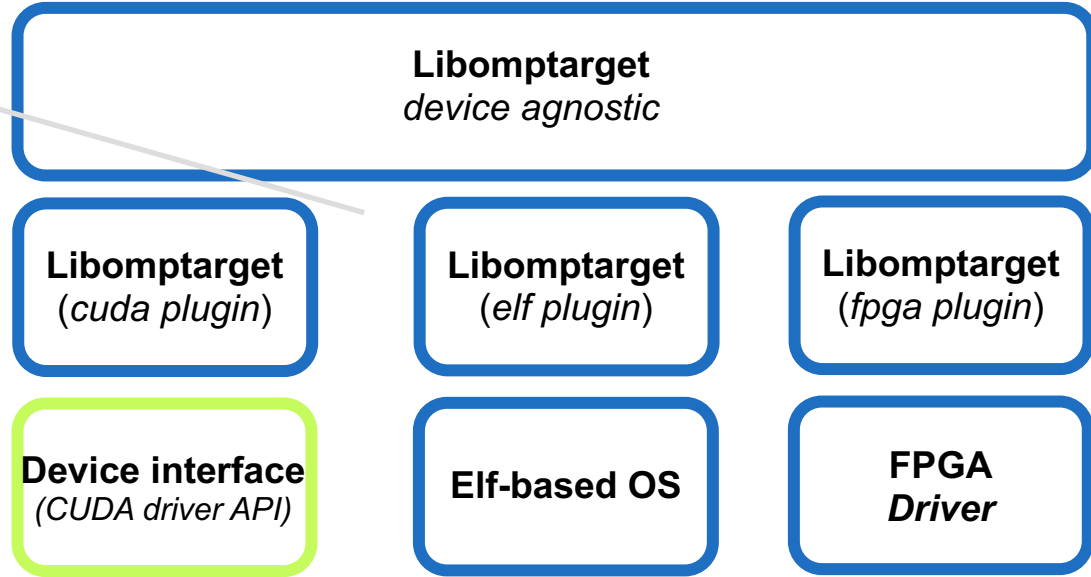 Libomptarget
device agnostic
Libomptarget
(cuda plugin)
Libomptarget
(elf plugin)
Libomptarget
(fpga plugin)
Device interface
(CUDA driver API)
Elf-based OS
FPGA
Driver